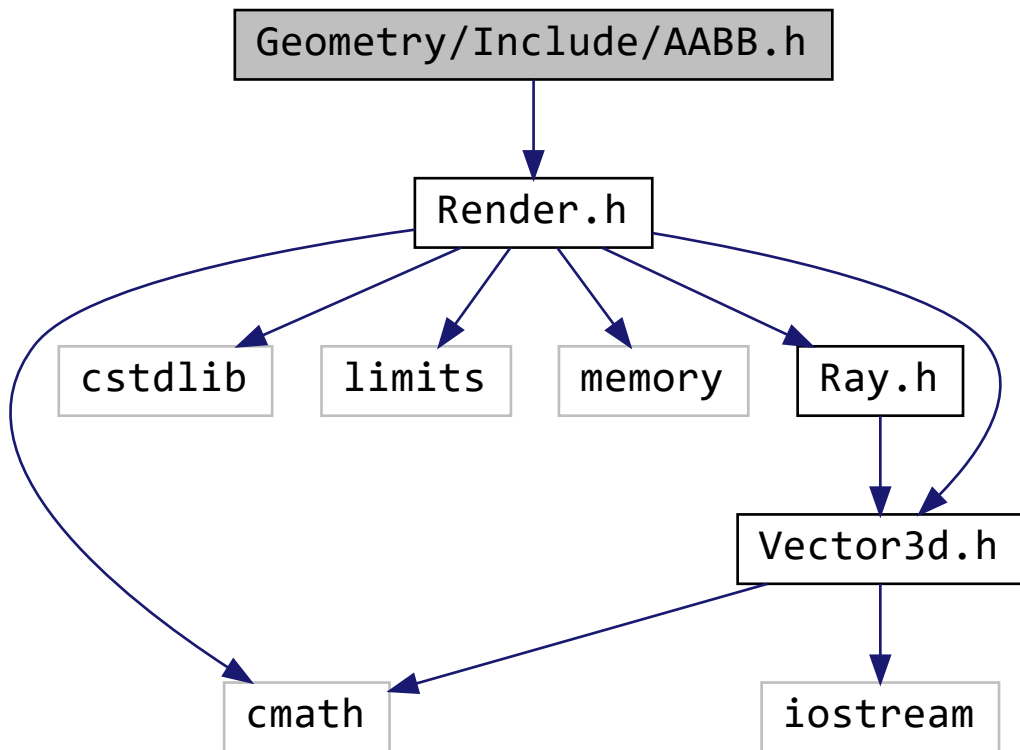 Geometry/Include/AABB.h
Render.h
cstdlib
limits
memory
Ray.h
Vector3d.h
cmath
iostream